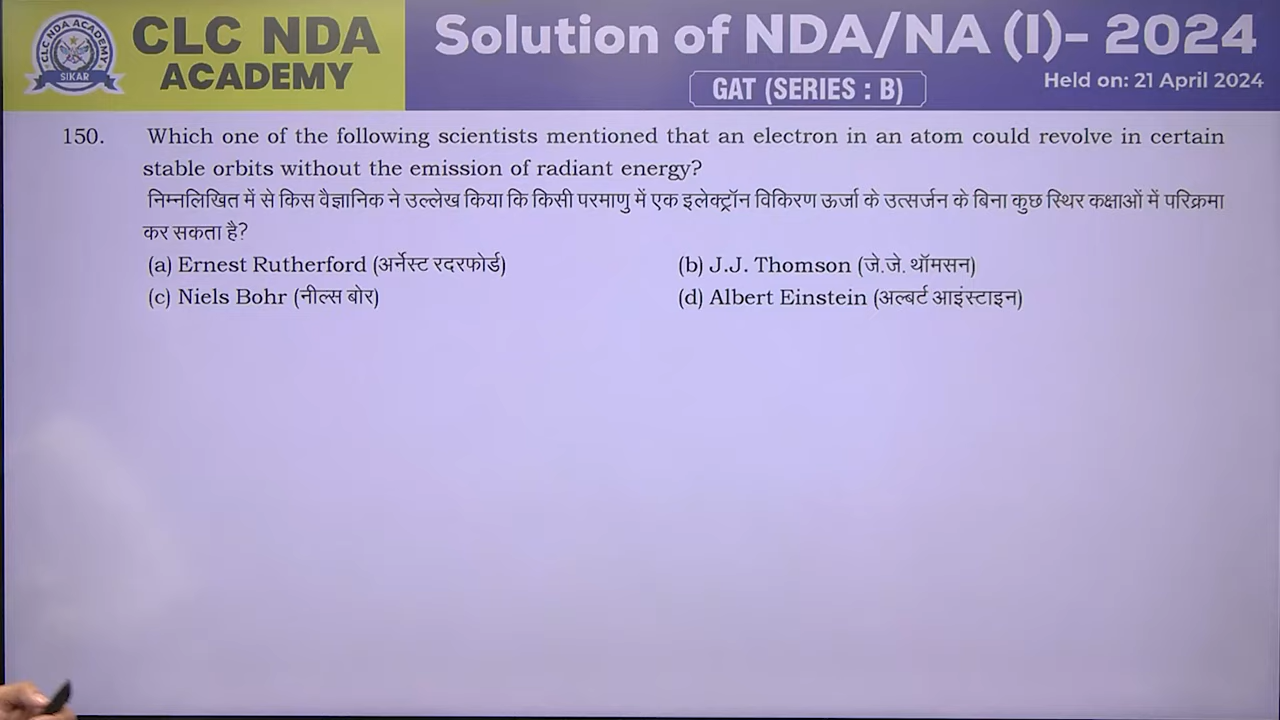 CLC NDA ACADEMY
SIKAR
CLC NDA
ACADEMY
Solution of NDA/NA (I)- 2024
GAT (SERIES : B)
Held on: 21 April 2024
150. Which one of the following scientists mentioned that an electron in an atom could revolve in certain
stable orbits without the emission of radiant energy?
निम्नलिखित में से किस वैज्ञानिक ने उल्लेख किया कि किसी परमाणु में एक इलेक्ट्रॉन विकिरण ऊर्जा के उत्सर्जन के बिना कुछ स्थिर कक्षाओं में परिक्रमा
कर सकता है?
(a) Ernest Rutherford (अर्नेस्ट रदरफोर्ड) (b) J.J. Thomson (जे.जे. थॉमसन)
(c) Niels Bohr (नील्स बोर) (d) Albert Einstein (अल्बर्ट आइंस्टाइन)